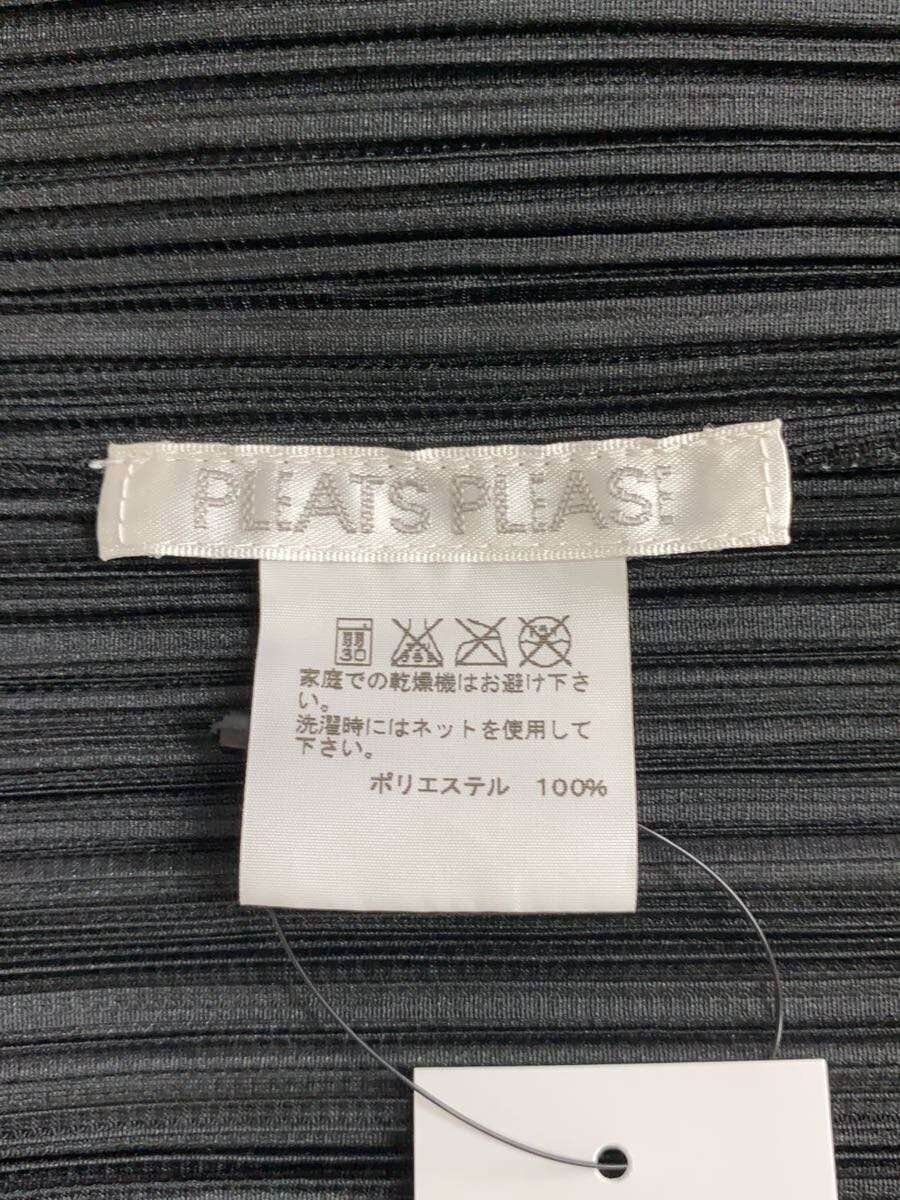 PLEATS PLEASE
弱
30
家庭での乾燥機はお避け下さ
い。
洗濯時にはネットを使用して
下さい。
ポリエステル 100%